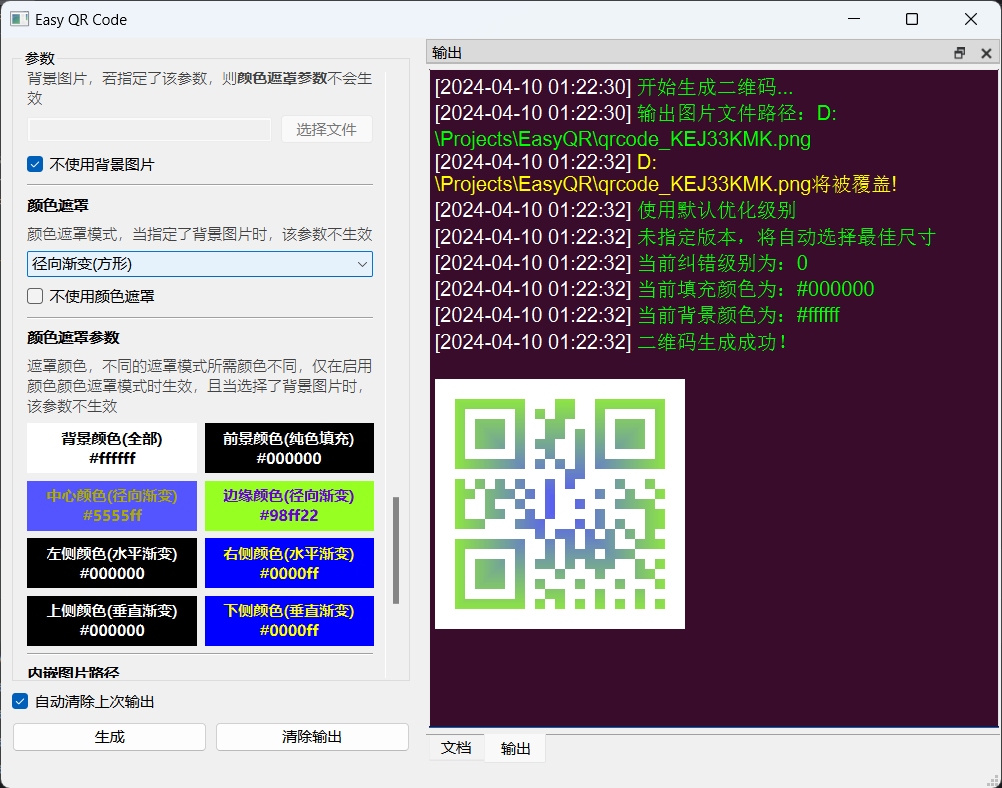 Easy QR Code
参数
背景图片，若指定了该参数，则颜色遮罩参数不会生
效
选择文件
不使用背景图片
颜色遮罩
颜色遮罩模式，当指定了背景图片时，该参数不生效
径向渐变(方形)
不使用颜色遮罩
颜色遮罩参数
遮罩颜色，不同的遮罩模式所需颜色不同，仅在启用
颜色颜色遮罩模式时生效，且当选择了背景图片时，
该参数不生效
背景颜色(全部)
#ffffff
前景颜色(纯色填充)
#000000
中心颜色(径向渐变)
#5555ff
边缘颜色(径向渐变)
#98ff22
左侧颜色(水平渐变)
#000000
右侧颜色(水平渐变)
#0000ff
上侧颜色(垂直渐变)
#000000
下侧颜色(垂直渐变)
#0000ff
内嵌图片路径
自动清除上次输出
生成
清除输出
输出
[2024-04-10 01:22:30] 开始生成二维码...
[2024-04-10 01:22:30] 输出图片文件路径：D:
\Projects\EasyQR\qrcode_KEJ33KMK.png
[2024-04-10 01:22:32] D:
\Projects\EasyQR\qrcode_KEJ33KMK.png将被覆盖!
[2024-04-10 01:22:32] 使用默认优化级别
[2024-04-10 01:22:32] 未指定版本，将自动选择最佳尺寸
[2024-04-10 01:22:32] 当前纠错级别为：0
[2024-04-10 01:22:32] 当前填充颜色为：#000000
[2024-04-10 01:22:32] 当前背景颜色为：#ffffff
[2024-04-10 01:22:32] 二维码生成成功！
文档
输出